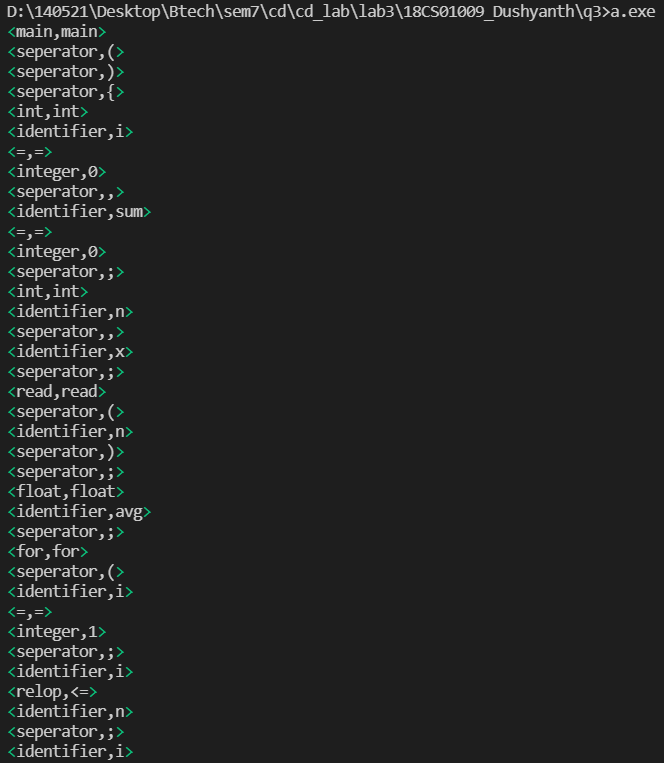 D:\140521\Desktop\Btech\sem7\cd\cd_lab\lab3\18CS01009_Dushyanth\q3>a.exe
<main,main>
<seperator,(>
<seperator,)>
<seperator,{>
<int,int>
<identifier,i>
<=,=>
<integer,0>
<seperator,,>
<identifier,sum>
<=,=>
<integer,0>
<seperator,;>
<int,int>
<identifier,n>
<seperator,,>
<identifier,x>
<seperator,;>
<read,read>
<seperator,(>
<identifier,n>
<seperator,)>
<seperator,;>
<float,float>
<identifier,avg>
<seperator,;>
<for,for>
<seperator,(>
<identifier,i>
<=,=>
<integer,1>
<seperator,;>
<identifier,i>
<relop,<=>
<identifier,n>
<seperator,;>
<identifier,i>